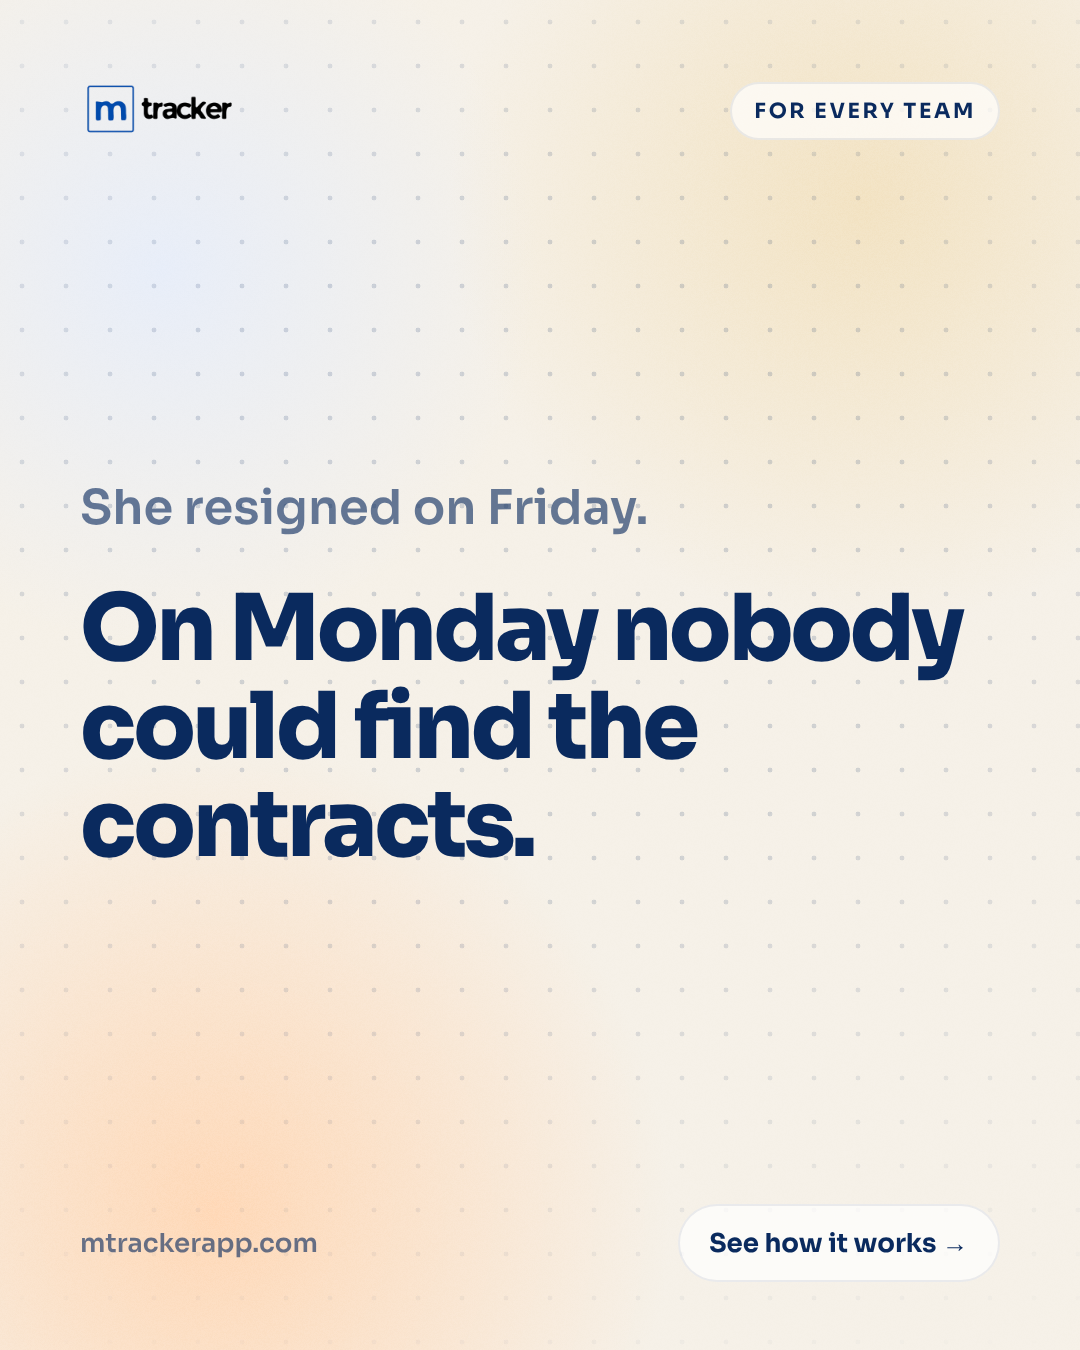 m tracker
FOR EVERY TEAM
She resigned on Friday.
On Monday nobody
could find the
contracts.
mtrackerapp.com
See how it works →